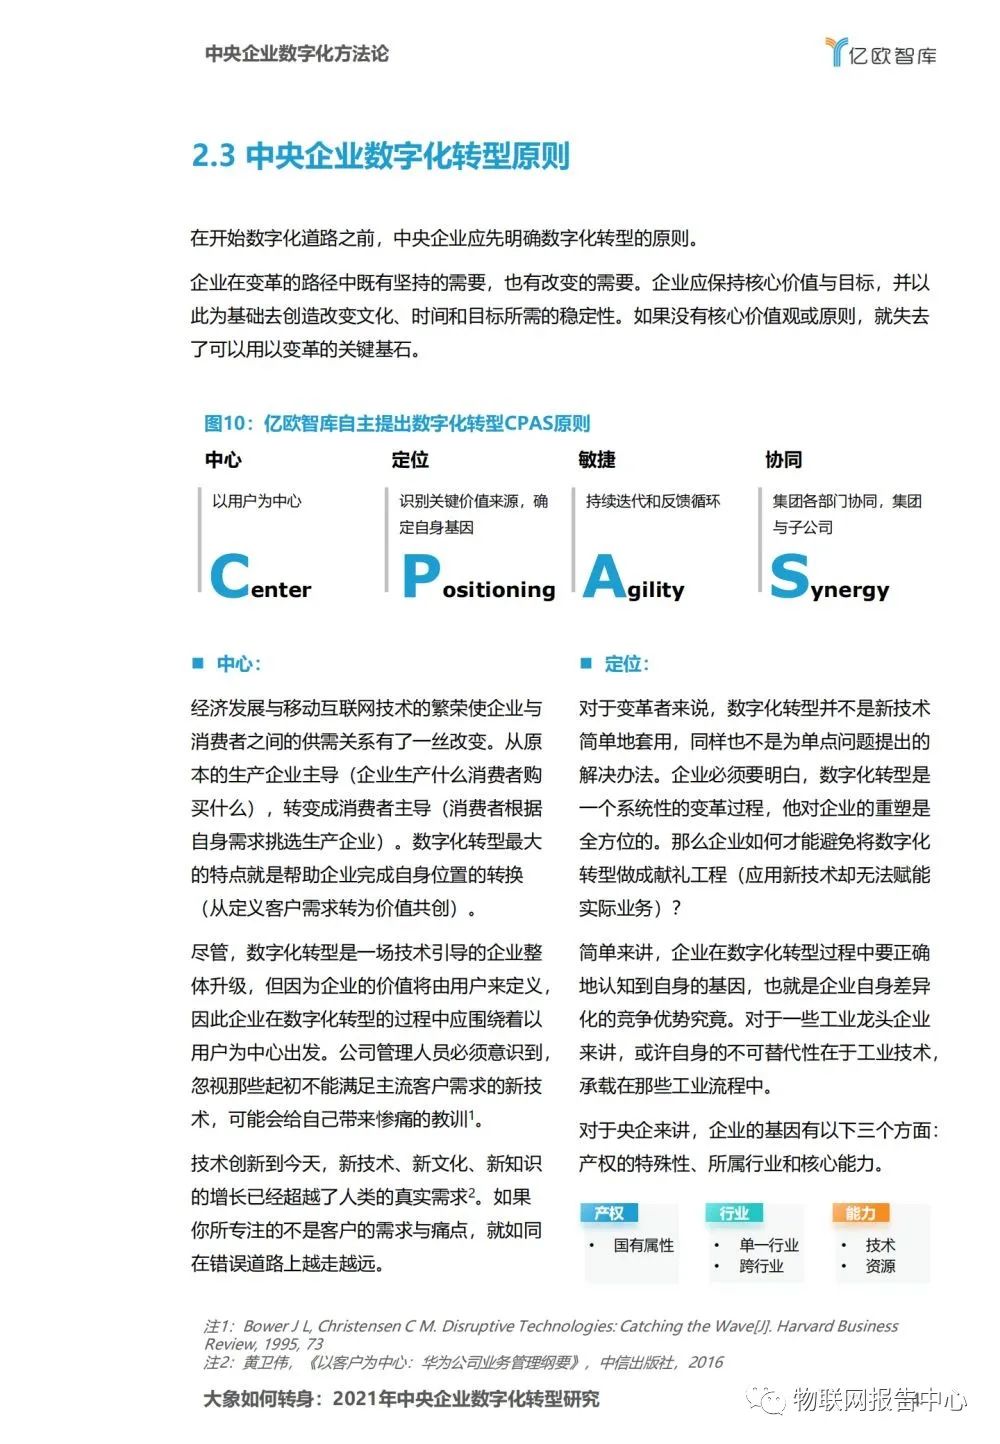 中央企业数字化方法论
亿欧智库
2.3 中央企业数字化转型原则
在开始数字化道路之前，中央企业应先明确数字化转型的原则。
企业在变革的路径中既有坚持的需要，也有改变的需要。企业应保持核心价值与目标，并以
此为基础去创造改变文化、时间和目标所需的稳定性。如果没有核心价值观或原则，就失去
了可以用以变革的关键基石。
图10：亿欧智库自主提出数字化转型CPAS原则
中心
以用户为中心
Center
定位
识别关键价值来源，确
定自身基因
Positioning
敏捷
持续迭代和反馈循环
Agility
协同
集团各部门协同，集团
与子公司
Synergy
■ 中心：
经济发展与移动互联网技术的繁荣使企业与
消费者之间的供需关系有了一丝改变。从原
本的生产企业主导（企业生产什么消费者购
买什么），转变成消费者主导（消费者根据
自身需求挑选生产企业）。数字化转型最大
的特点就是帮助企业完成自身位置的转换
（从定义客户需求转为价值共创）。
尽管，数字化转型是一场技术引导的企业整
体升级，但因为企业的价值将由用户来定义，
因此企业在数字化转型的过程中应围绕着以
用户为中心出发。公司管理人员必须意识到，
忽视那些起初不能满足主流客户需求的新技
术，可能会给自己带来惨痛的教训¹。
技术创新到今天，新技术、新文化、新知识
的增长已经超越了人类的真实需求²。如果
你所专注的不是客户的需求与痛点，就如同
在错误道路上越走越远。
■ 定位：
对于变革者来说，数字化转型并不是新技术
简单地套用，同样也不是为单点问题提出的
解决办法。企业必须要明白，数字化转型是
一个系统性的变革过程，他对企业的重塑是
全方位的。那么企业如何才能避免将数字化
转型做成献礼工程（应用新技术却无法赋能
实际业务）？
简单来讲，企业在数字化转型过程中要正确
地认知到自身的基因，也就是企业自身差异
化的竞争优势究竟。对于一些工业龙头企业
来讲，或许自身的不可替代性在于工业技术，
承载在那些工业流程中。
对于央企来讲，企业的基因有以下三个方面：
产权的特殊性、所属行业和核心能力。
产权
• 国有属性
行业
• 单一行业
• 跨行业
能力
• 技术
• 资源
注1：Bower J L, Christensen C M. Disruptive Technologies: Catching the Wave[J]. Harvard Business
Review, 1995, 73
注2：黄卫伟，《以客户为中心：华为公司业务管理纲要》，中信出版社，2016
大象如何转身：2021年中央企业数字化转型研究
物联网报告中心